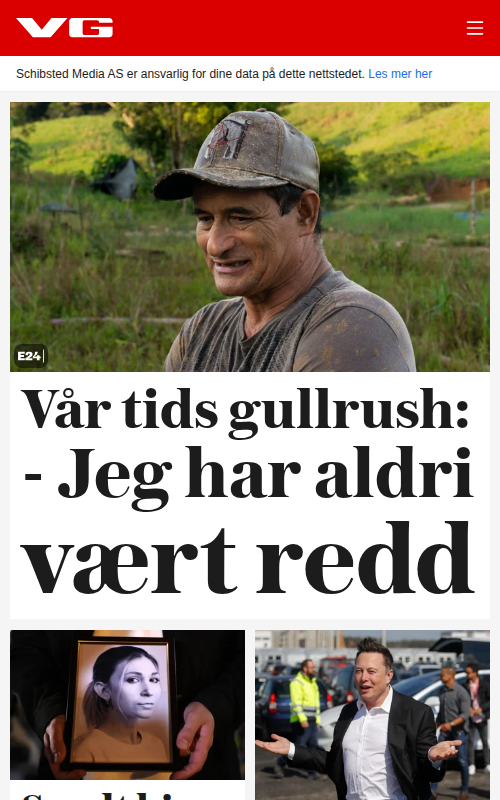 VG
Schibsted Media AS er ansvarlig for dine data på dette nettstedet. Les mer her
E24
Vår tids gullrush:
- Jeg har aldri
vært redd